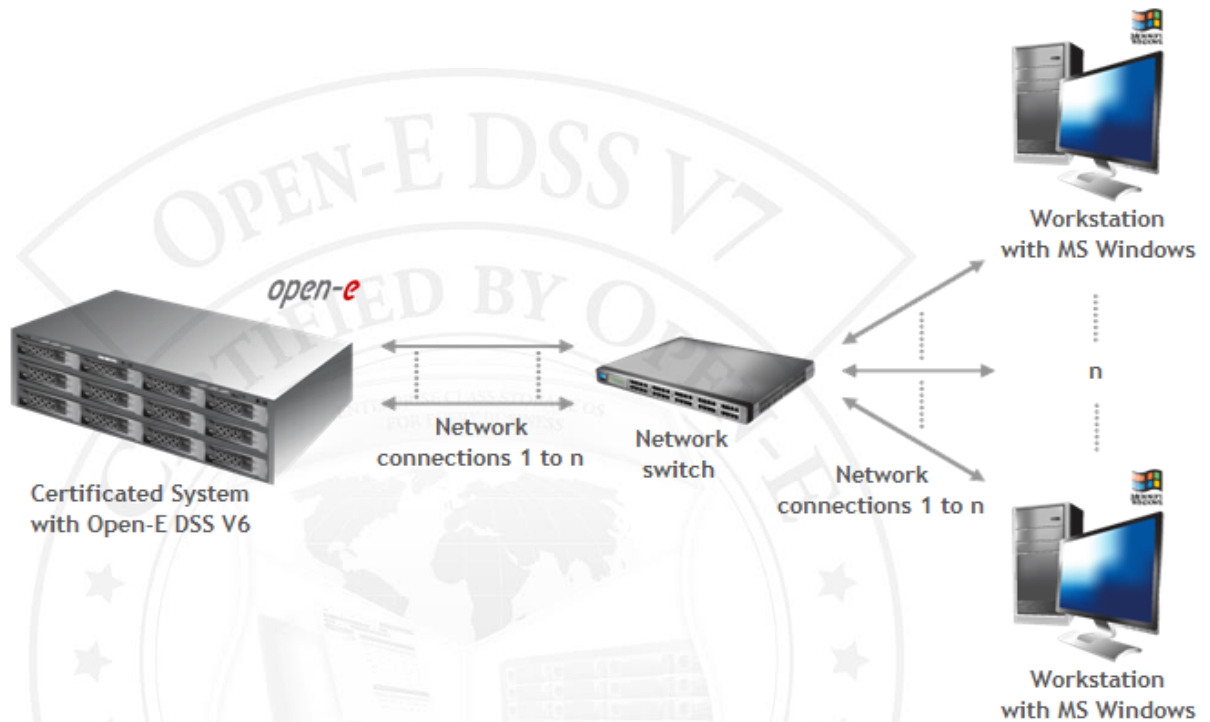 OPEN-E DSS V7
CERTIFIED BY OPEN-E
open-e
Certificated System
with Open-E DSS V6
Network
connections 1 to n
Network
switch
Network
connections 1 to n
Workstation
with MS Windows
n
Workstation
with MS Windows